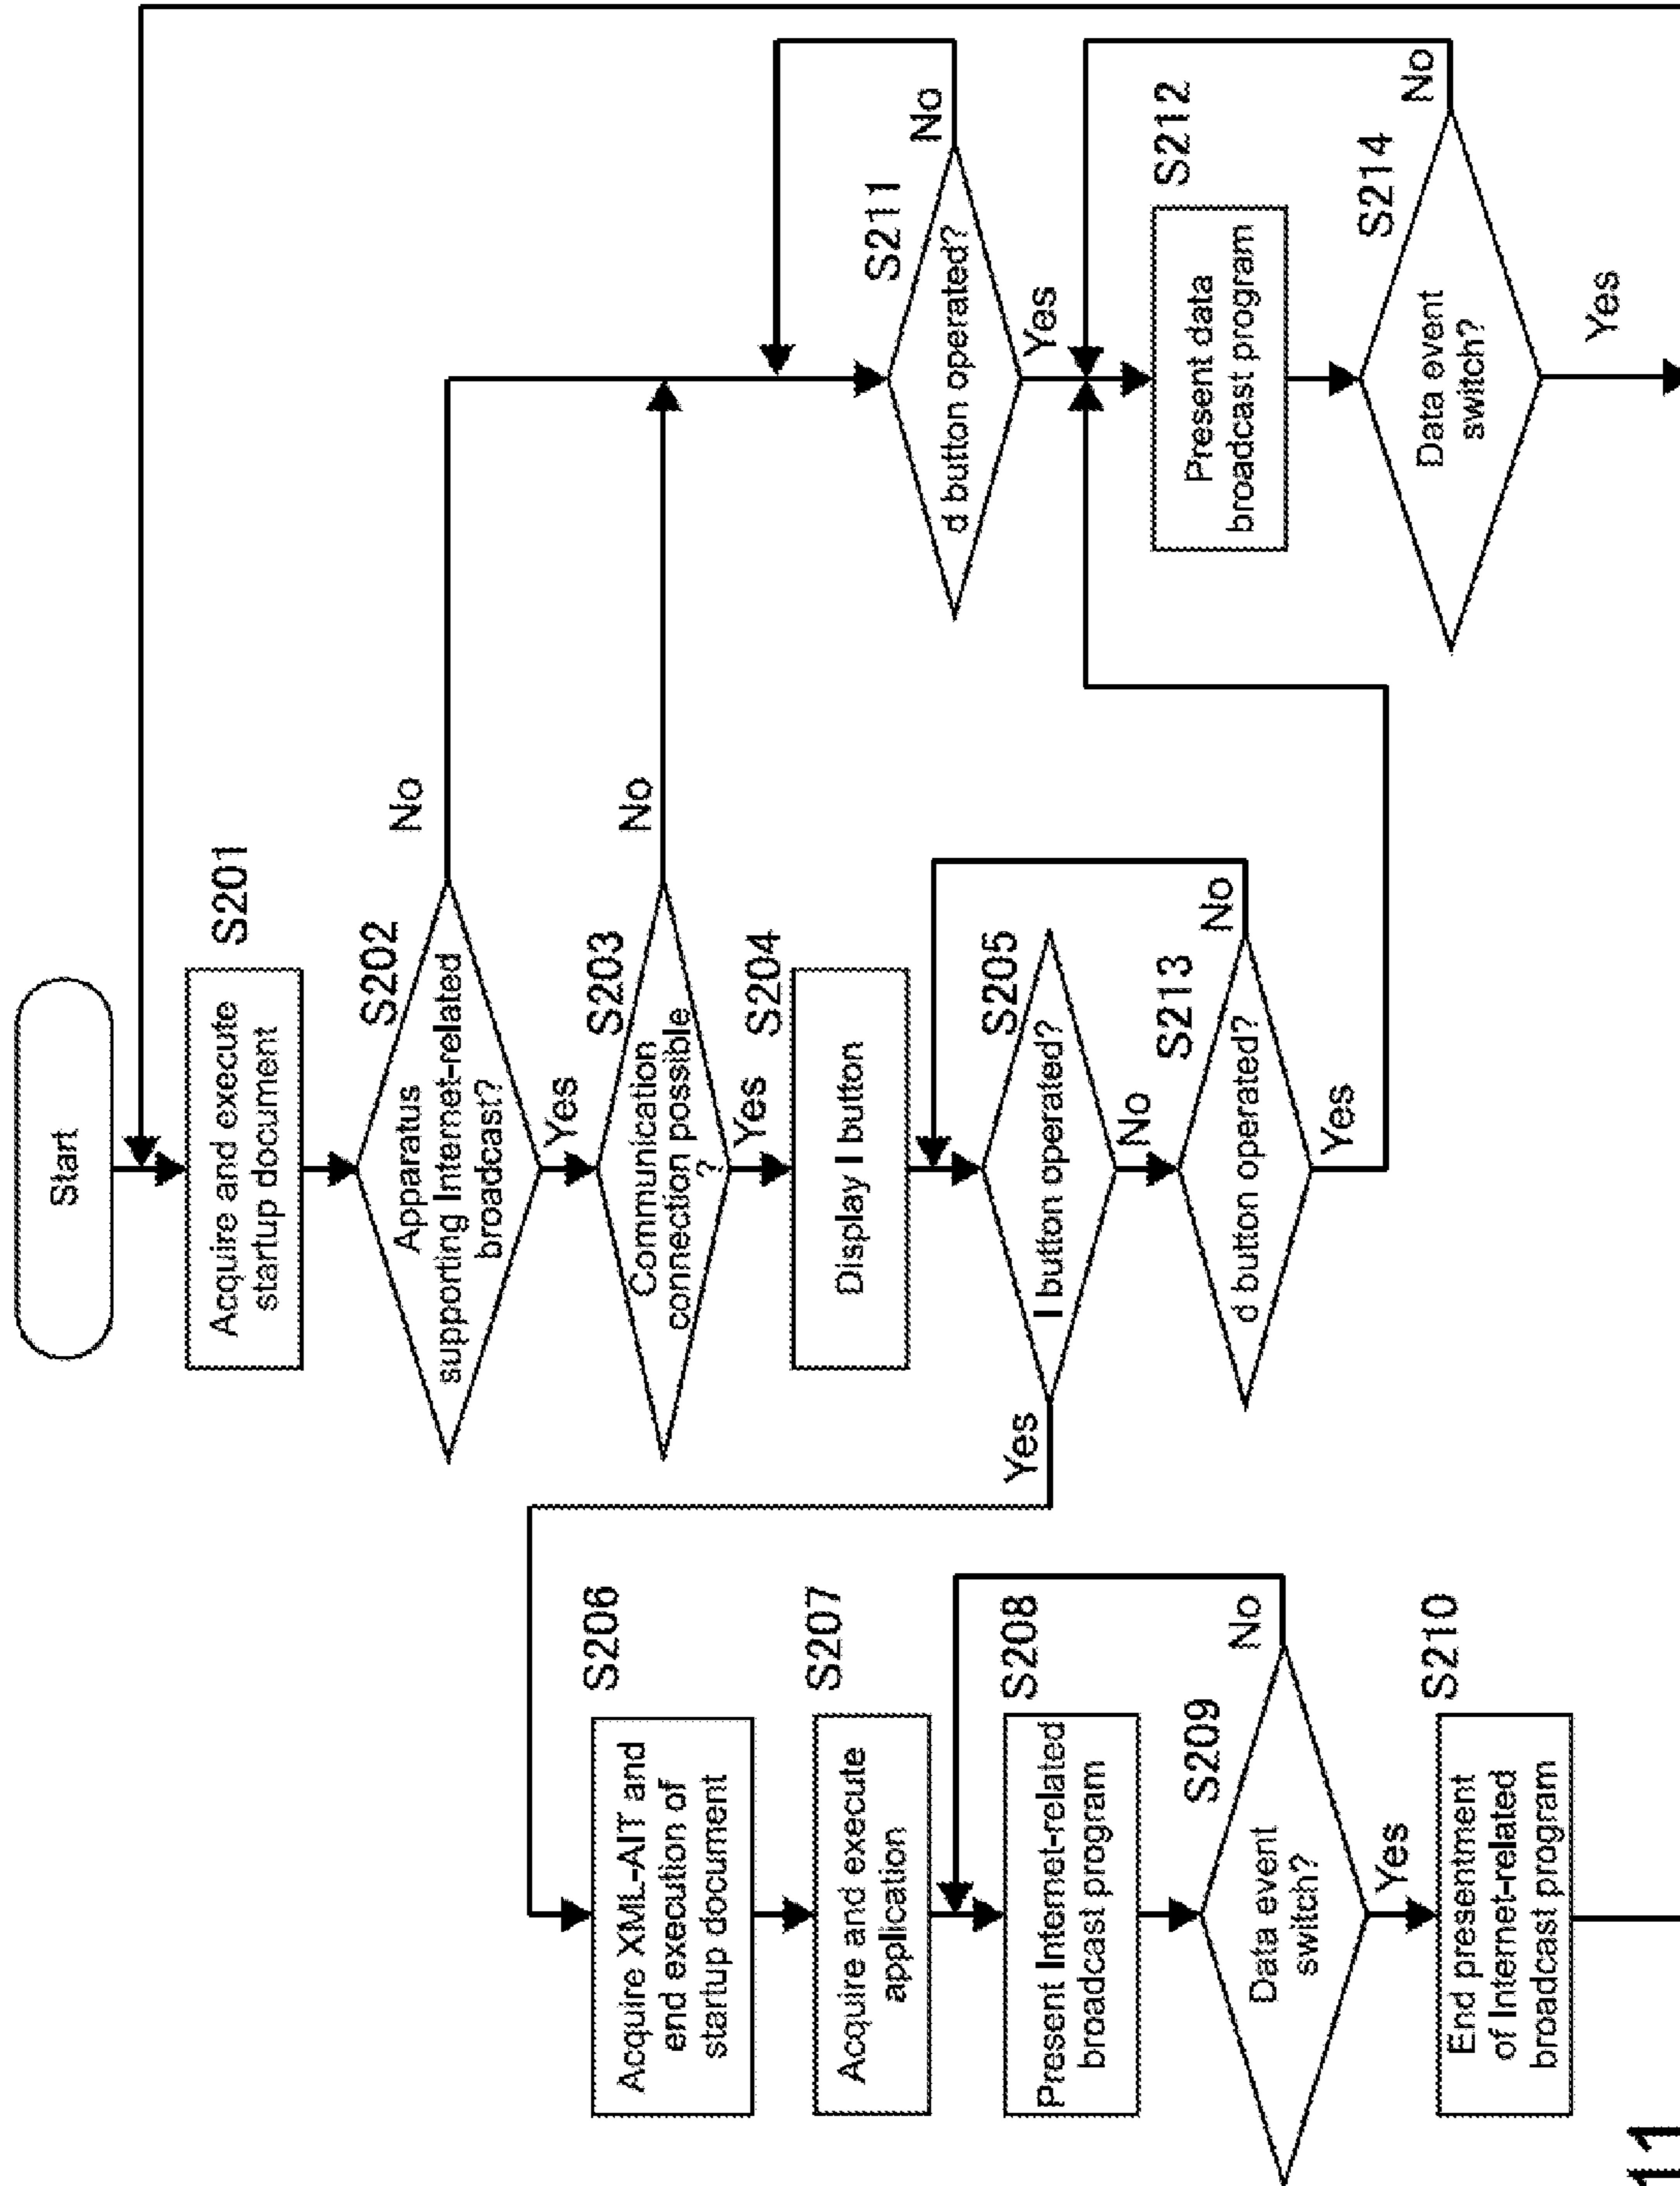 Start
S201
Acquire and execute
startup document
S202
Apparatus
supporting Internet-related
broadcast?
No
Yes
S203
Communication
connection possible
?
No
Yes
S204
Display I button
S205
I button operated?
Yes
No
S213
d button operated?
No
Yes
S206
Acquire XML-AIT and
end execution of
startup document
S207
Acquire and execute
application
S208
Present Internet-related
broadcast program
S209
Data event
switch?
No
Yes
S210
End presentment
of Internet-related
broadcast program
S211
d button operated?
No
Yes
S212
Present data
broadcast program
S214
Data event
switch?
No
Yes
11